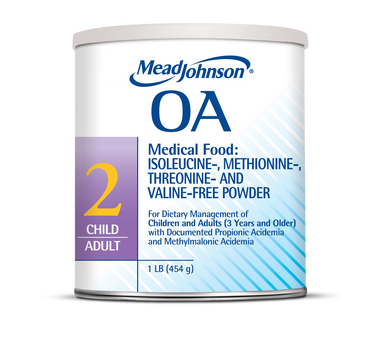 MeadJohnson®
OA
Medical Food:
ISOLEUCINE-, METHIONINE-,
THREONINE- AND
VALINE-FREE POWDER
2
CHILD
ADULT
For Dietary Management of
Children and Adults (3 Years and Older)
with Documented Propionic Acidemia
and Methylmalonic Acidemia
1 LB (454 g)